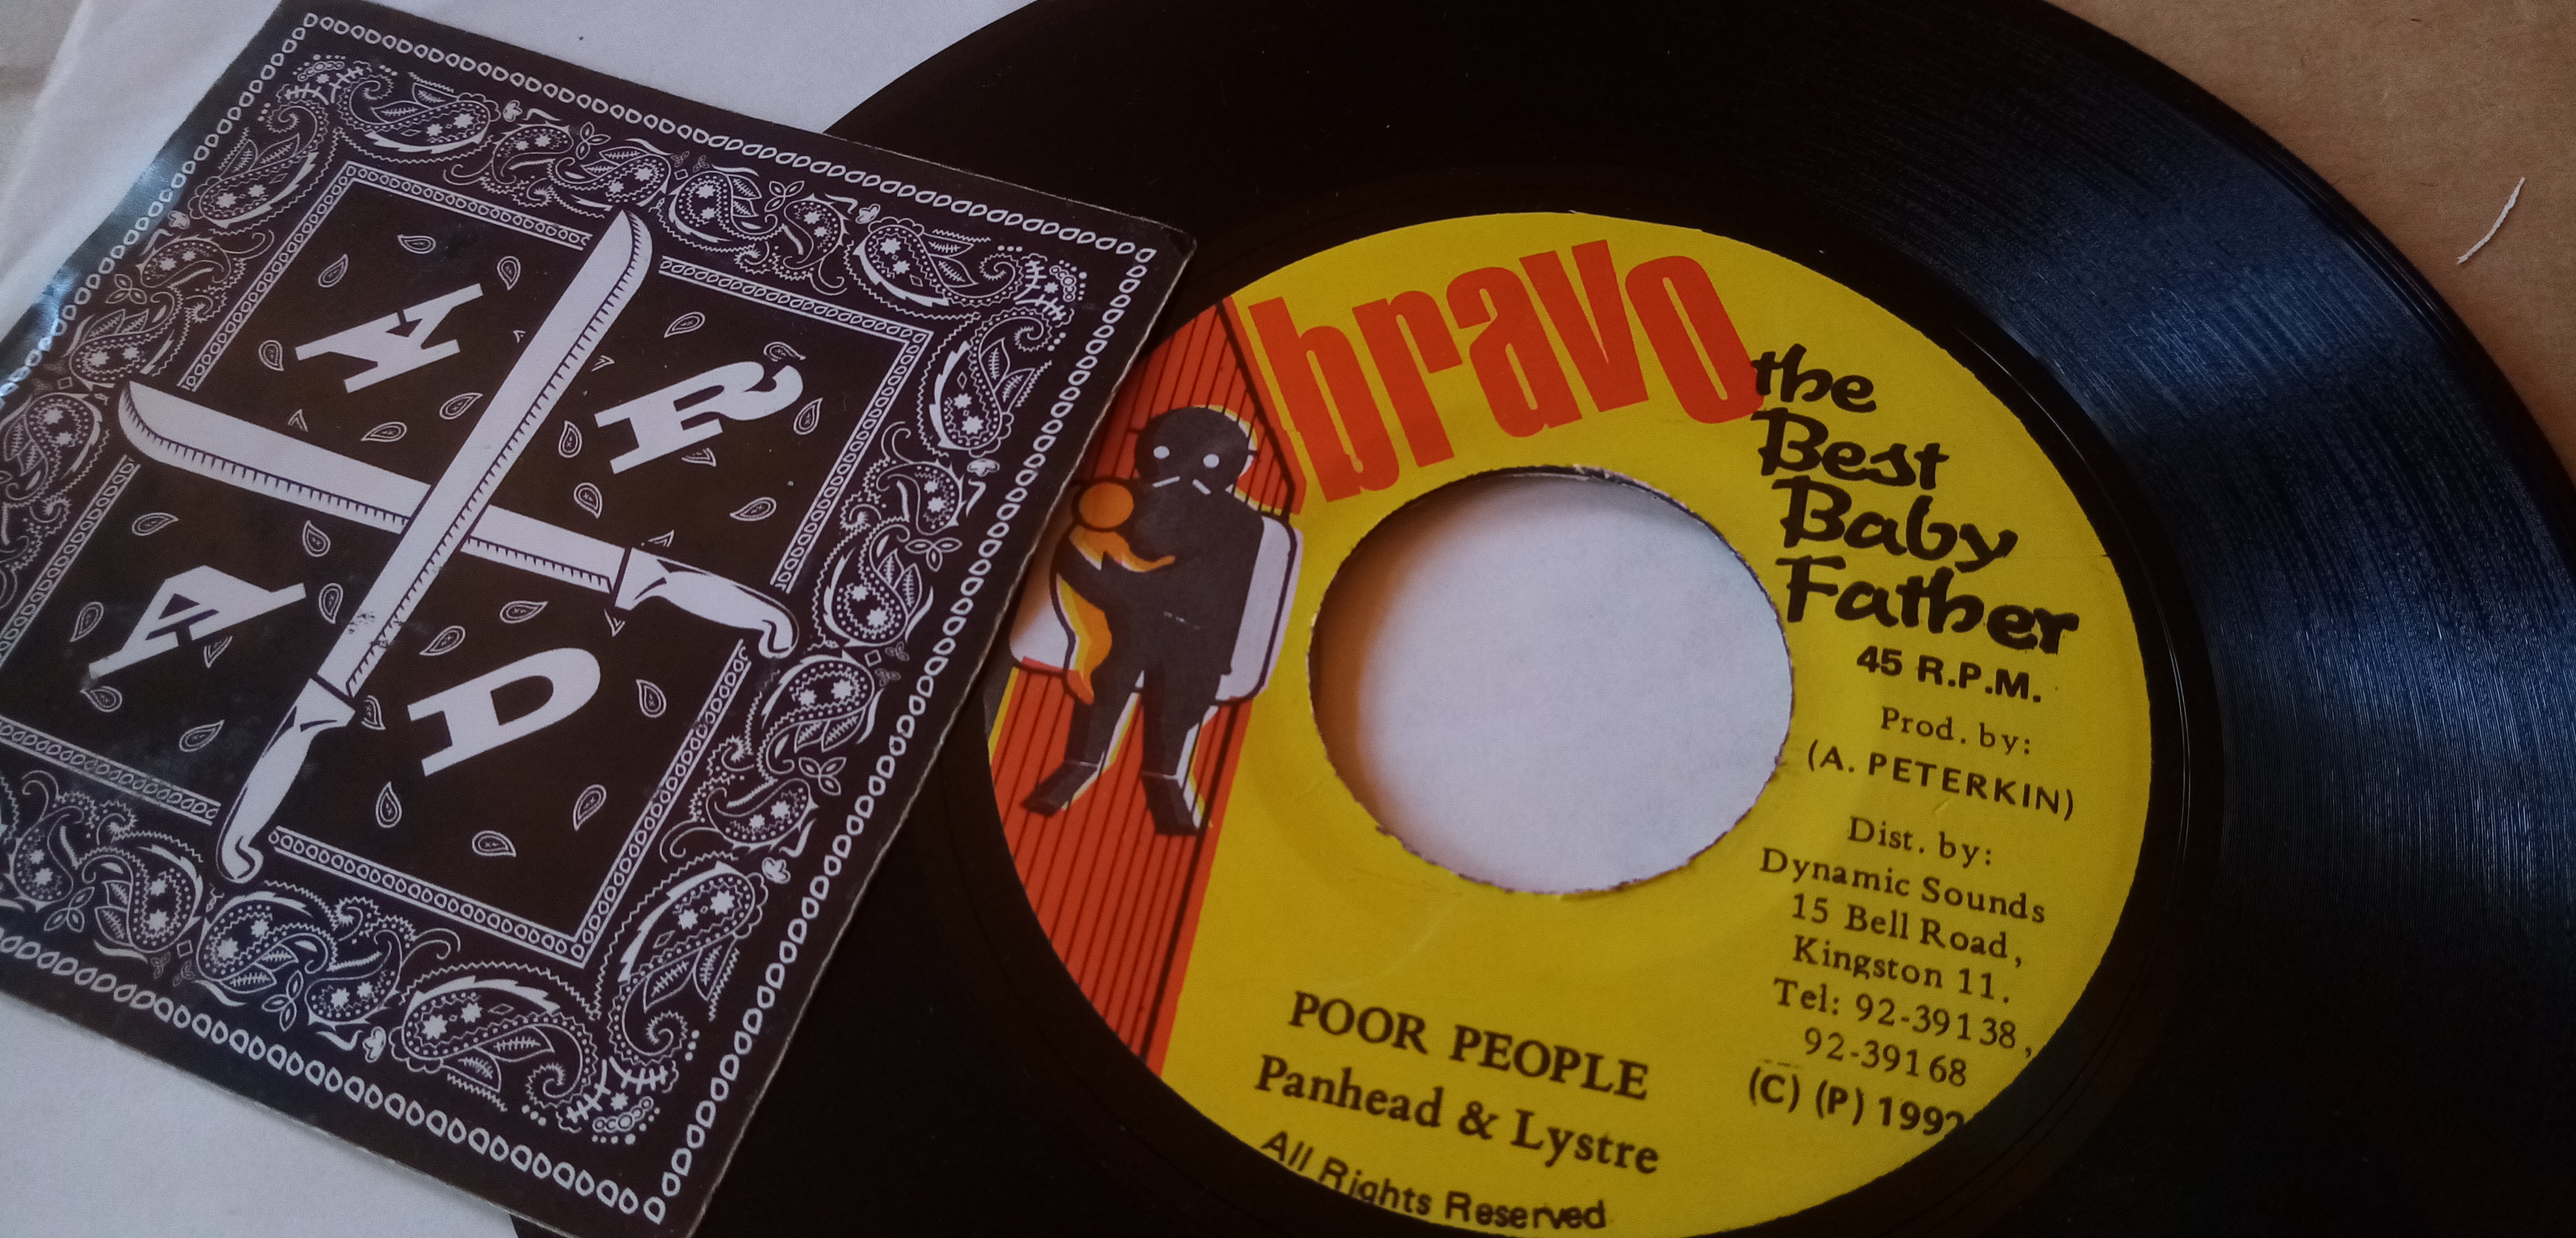 A R
A D
bravo
the
Best
Baby
Father
45 R.P.M.
Prod. by:
(A. PETERKIN)
Dist. by:
Dynamic Sounds
15 Bell Road,
Kingston 11.
Tel: 92-39138,
92-39168
(C) (P) 1992
POOR PEOPLE
Panhead & Lystre
All Rights Reserved